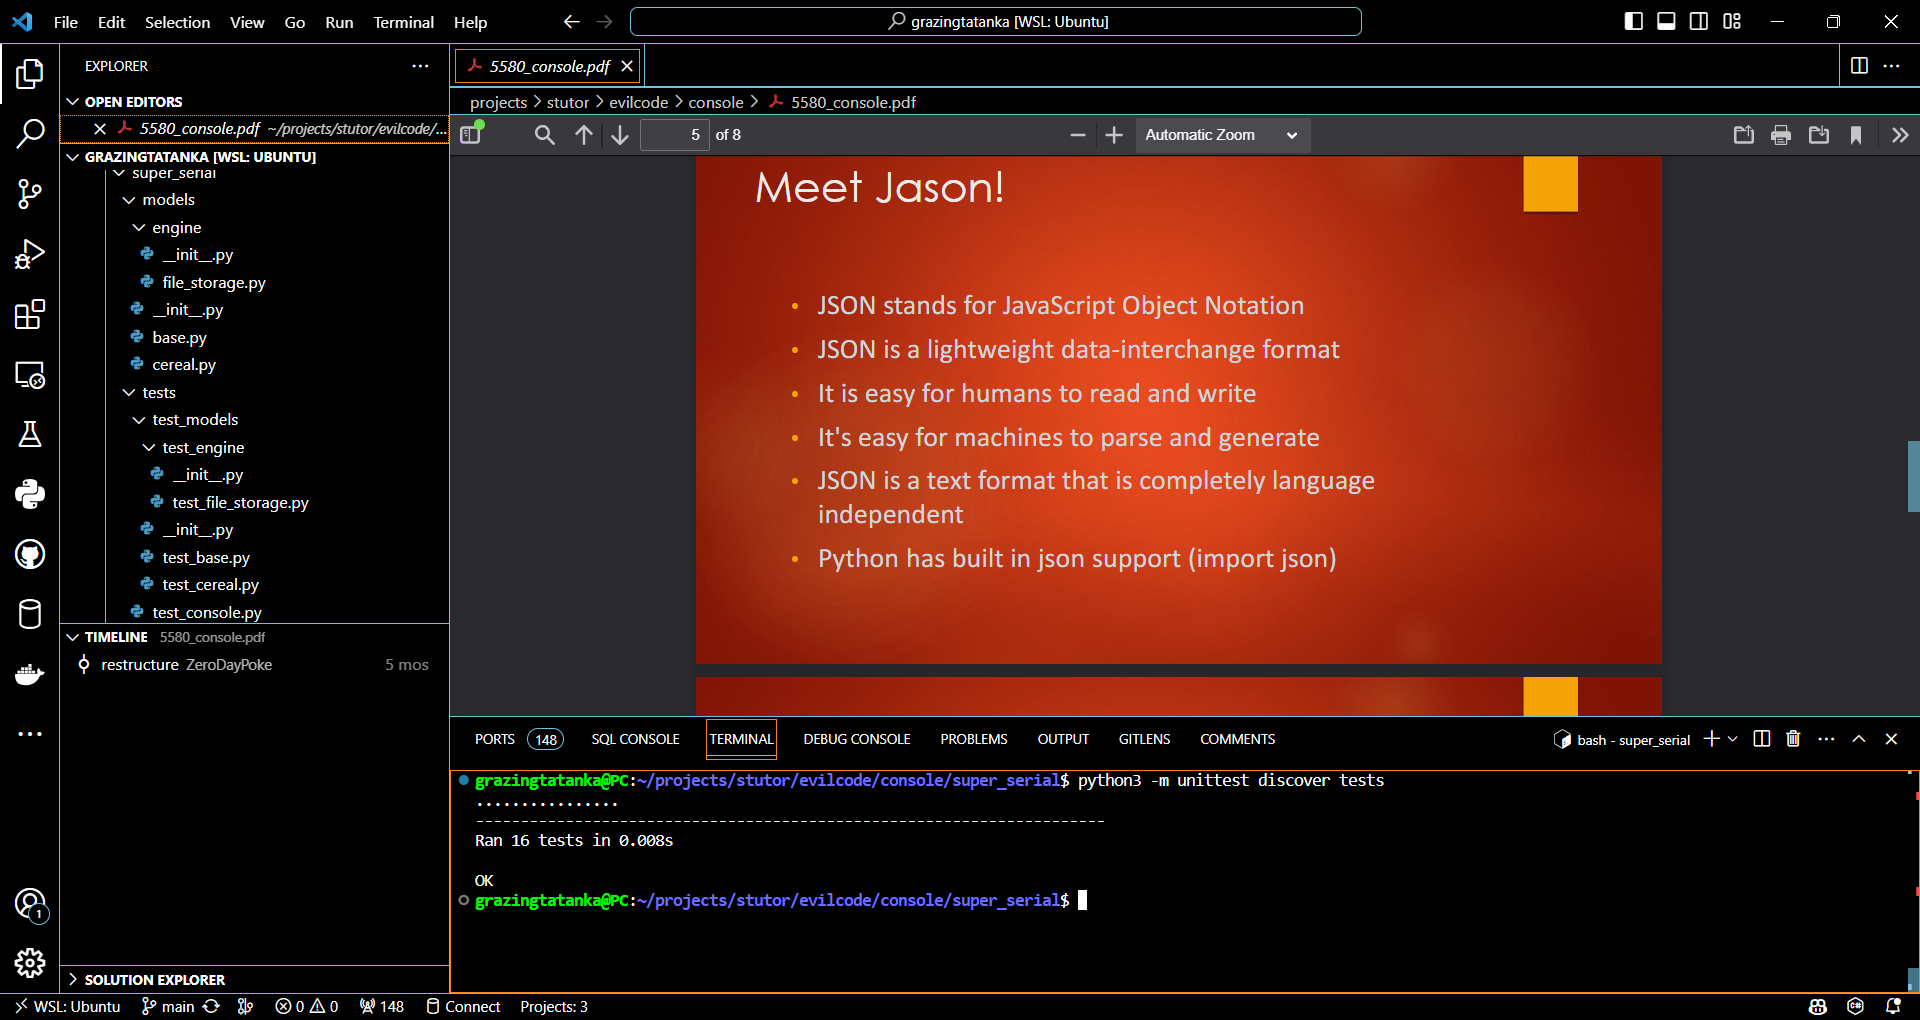 File Edit Selection View Go Run Terminal Help
grazingtatanka [WSL: Ubuntu]
EXPLORER
OPEN EDITORS
5580_console.pdf ~/projects/stutor/evilcode/...
GRAZINGTATANKA [WSL: UBUNTU]
super_serial
models
engine
__init__.py
file_storage.py
__init__.py
base.py
cereal.py
tests
test_models
test_engine
__init__.py
test_file_storage.py
__init__.py
test_base.py
test_cereal.py
test_console.py
TIMELINE 5580_console.pdf
restructure ZeroDayPoke 5 mos
SOLUTION EXPLORER
5580_console.pdf
projects > stutor > evilcode > console > 5580_console.pdf
5 of 8
Automatic Zoom
Meet Jason!
• JSON stands for JavaScript Object Notation
• JSON is a lightweight data-interchange format
• It is easy for humans to read and write
• It's easy for machines to parse and generate
• JSON is a text format that is completely language
independent
• Python has built in json support (import json)
PORTS 148 SQL CONSOLE TERMINAL DEBUG CONSOLE PROBLEMS OUTPUT GITLENS COMMENTS
bash - super_serial
grazingtatanka@PC:~/projects/stutor/evilcode/console/super_serial$ python3 -m unittest discover tests
................
----------------------------------------------------------------------
Ran 16 tests in 0.008s
OK
grazingtatanka@PC:~/projects/stutor/evilcode/console/super_serial$
1
WSL: Ubuntu main 0 0 148 Connect Projects: 3